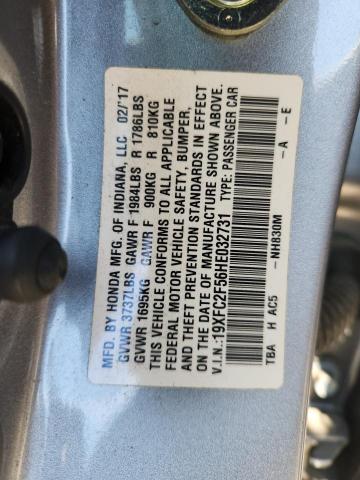 MFD. BY HONDA MFG. OF INDIANA, LLC 02/'17
GVWR 3737LBS GAWR F 1984LBS R 1786LBS
GVWR 1695KG GAWR F 900KG R 810KG
THIS VEHICLE CONFORMS TO ALL APPLICABLE
FEDERAL MOTOR VEHICLE SAFETY, BUMPER,
AND THEFT PREVENTION STANDARDS IN EFFECT
ON THE DATE OF MANUFACTURE SHOWN ABOVE.
V.I.N.:19XFC2F56HE032731 TYPE: PASSENGER CAR
TBA H AC5 -NH830M -A -E